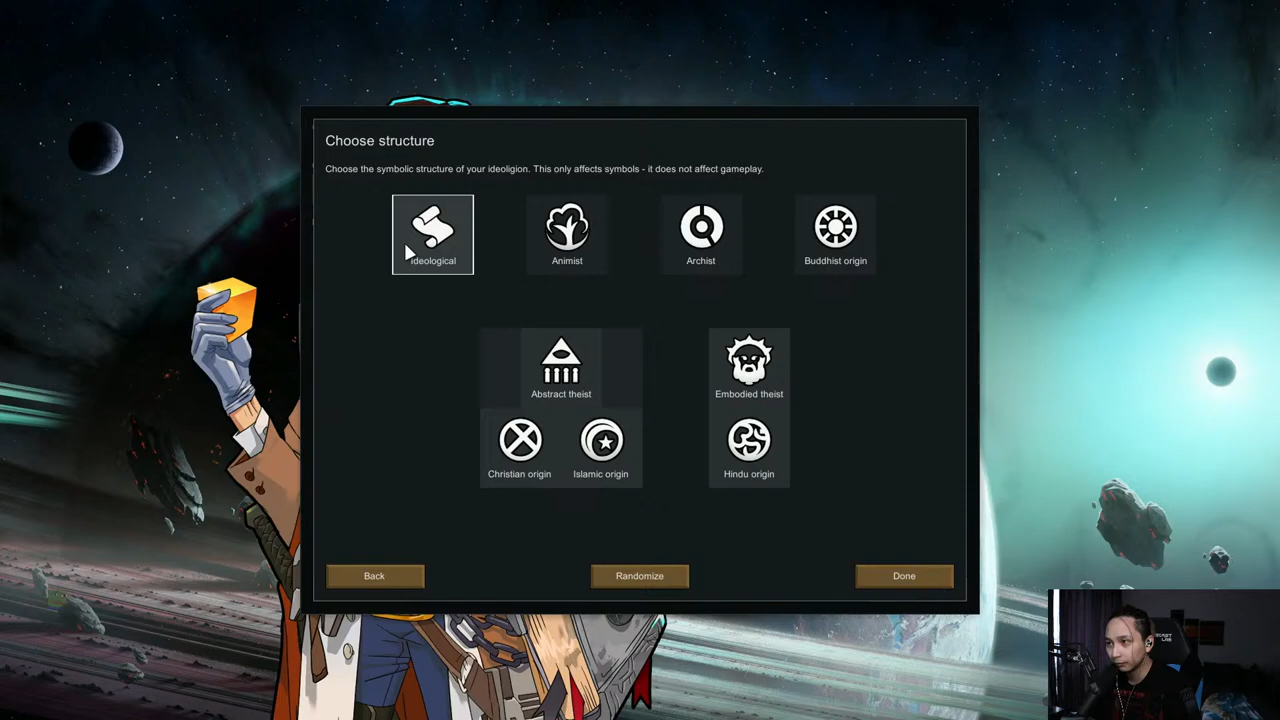 Choose structure
Choose the symbolic structure of your ideoligion. This only affects symbols - it does not affect gameplay.
Ideological
Animist
Archist
Buddhist origin
Abstract theist
Embodied theist
Christian origin
Islamic origin
Hindu origin
Back
Randomize
Done